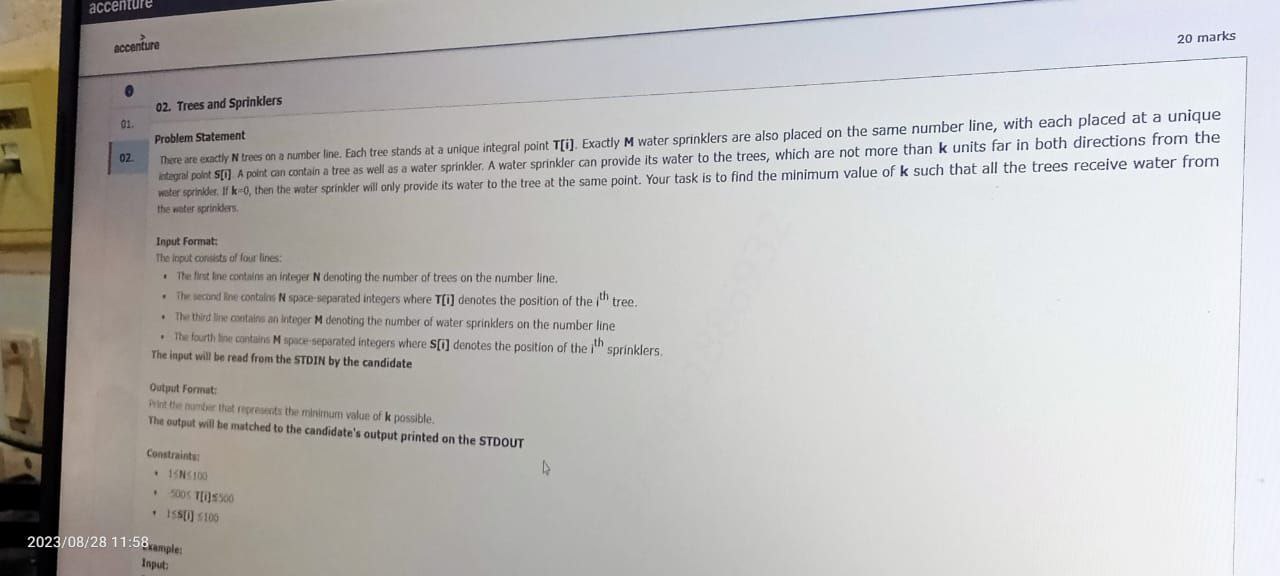 accenture
accenture
20 marks
02. Trees and Sprinklers
01.
02.
Problem Statement
There are exactly N trees on a number line. Each tree stands at a unique integral point T[i]. Exactly M water sprinklers are also placed on the same number line, with each placed at a unique
integral point S[i]. A point can contain a tree as well as a water sprinkler. A water sprinkler can provide its water to the trees, which are not more than k units far in both directions from the
water sprinkler. If k=0, then the water sprinkler will only provide its water to the tree at the same point. Your task is to find the minimum value of k such that all the trees receive water from
the water sprinklers.
Input Format:
The input consists of four lines:
• The first line contains an integer N denoting the number of trees on the number line.
• The second line contains N space-separated integers where T[i] denotes the position of the ith tree.
• The third line contains an integer M denoting the number of water sprinklers on the number line
• The fourth line contains M space-separated integers where S[i] denotes the position of the ith sprinklers.
The input will be read from the STDIN by the candidate
Output Format:
Print the number that represents the minimum value of k possible.
The output will be matched to the candidate's output printed on the STDOUT
Constraints:
• 1≤N≤100
• -500≤ T[i]≤500
• 1≤S[i] ≤100
2023/08/28 11:58
Example:
Input: